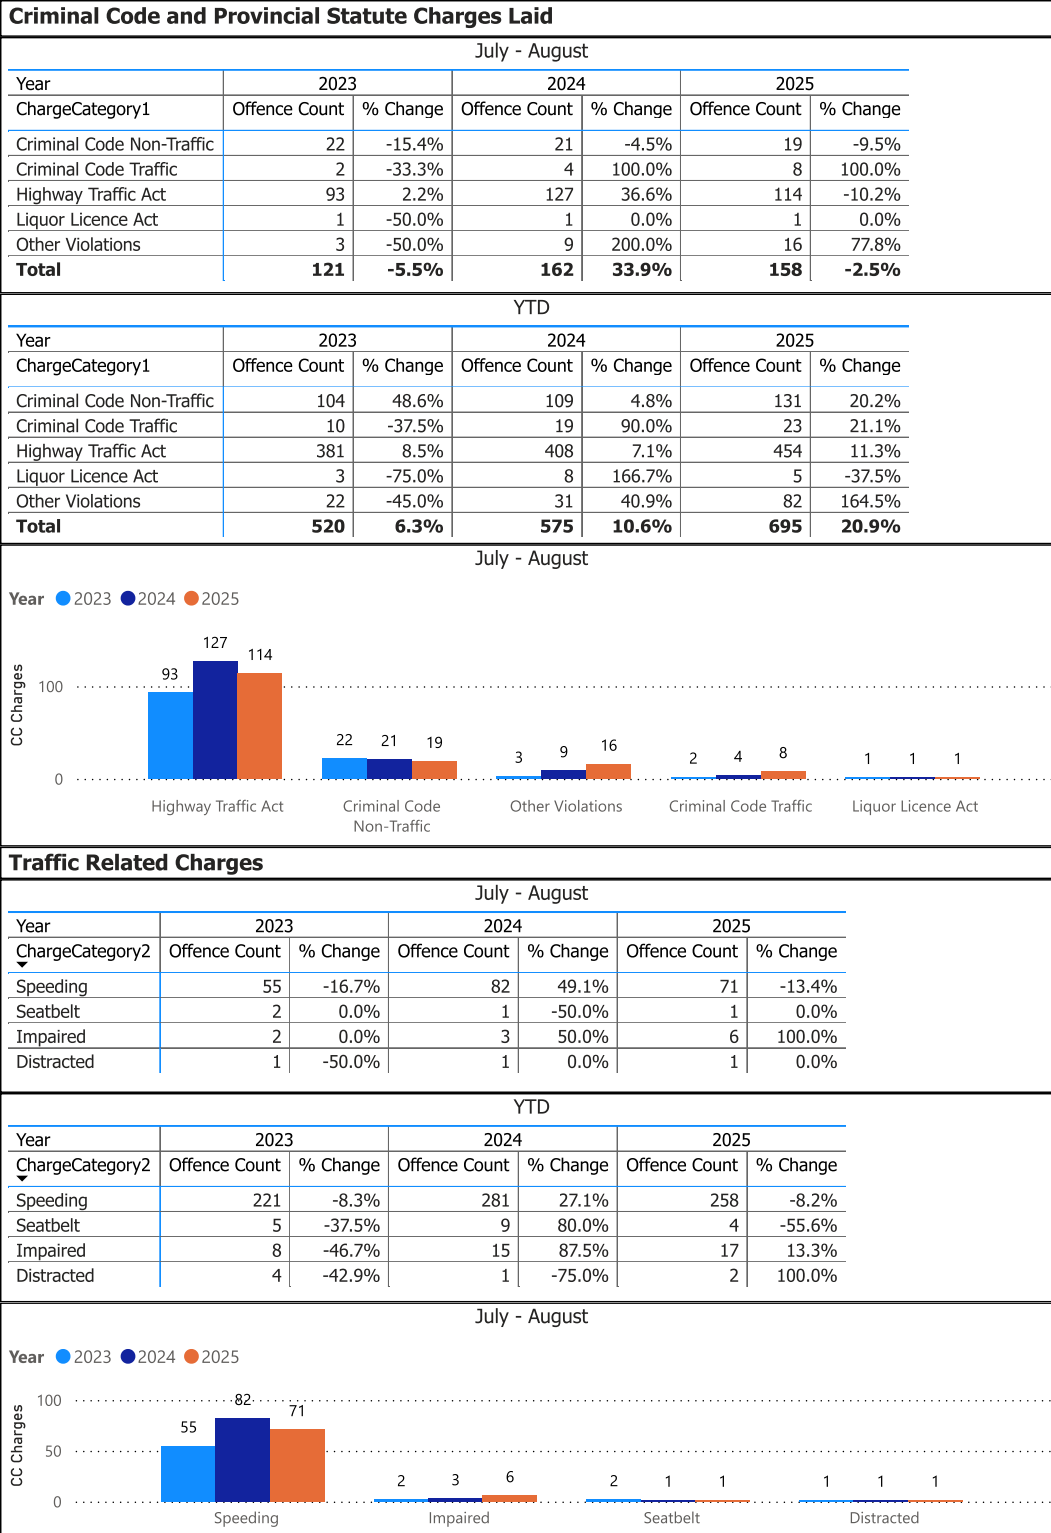 Criminal Code and Provincial Statute Charges Laid
July - August
Year 2023 2024 2025
ChargeCategory1 Offence Count % Change Offence Count % Change Offence Count % Change
Criminal Code Non-Traffic 22 -15.4% 21 -4.5% 19 -9.5%
Criminal Code Traffic 2 -33.3% 4 100.0% 8 100.0%
Highway Traffic Act 93 2.2% 127 36.6% 114 -10.2%
Liquor Licence Act 1 -50.0% 1 0.0% 1 0.0%
Other Violations 3 -50.0% 9 200.0% 16 77.8%
Total 121 -5.5% 162 33.9% 158 -2.5%
YTD
Year 2023 2024 2025
ChargeCategory1 Offence Count % Change Offence Count % Change Offence Count % Change
Criminal Code Non-Traffic 104 48.6% 109 4.8% 131 20.2%
Criminal Code Traffic 10 -37.5% 19 90.0% 23 21.1%
Highway Traffic Act 381 8.5% 408 7.1% 454 11.3%
Liquor Licence Act 3 -75.0% 8 166.7% 5 -37.5%
Other Violations 22 -45.0% 31 40.9% 82 164.5%
Total 520 6.3% 575 10.6% 695 20.9%
July - August
Year 2023 2024 2025
127
93 114
CC Charges
100
22 21 19 3 9 16 2 4 8 1 1 1
0
Highway Traffic Act Criminal Code Other Violations Criminal Code Traffic Liquor Licence Act
Non-Traffic
Traffic Related Charges
July - August
Year 2023 2024 2025
ChargeCategory2 Offence Count % Change Offence Count % Change Offence Count % Change
Speeding 55 -16.7% 82 49.1% 71 -13.4%
Seatbelt 2 0.0% 1 -50.0% 1 0.0%
Impaired 2 0.0% 3 50.0% 6 100.0%
Distracted 1 -50.0% 1 0.0% 1 0.0%
YTD
Year 2023 2024 2025
ChargeCategory2 Offence Count % Change Offence Count % Change Offence Count % Change
Speeding 221 -8.3% 281 27.1% 258 -8.2%
Seatbelt 5 -37.5% 9 80.0% 4 -55.6%
Impaired 8 -46.7% 15 87.5% 17 13.3%
Distracted 4 -42.9% 1 -75.0% 2 100.0%
July - August
Year 2023 2024 2025
CC Charges
100 82
55 71
50
2 3 6 2 1 1 1 1 1
0
Speeding Impaired Seatbelt Distracted